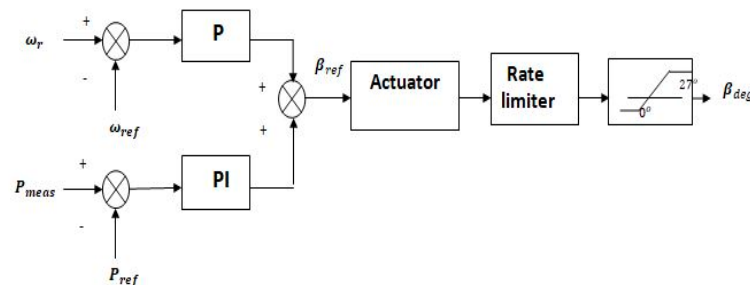 +
ω_r
P
-
ω_ref
β_ref
+
+
Actuator
Rate
limiter
27°
0°
β_deg
+
P_meas
PI
-
P_ref